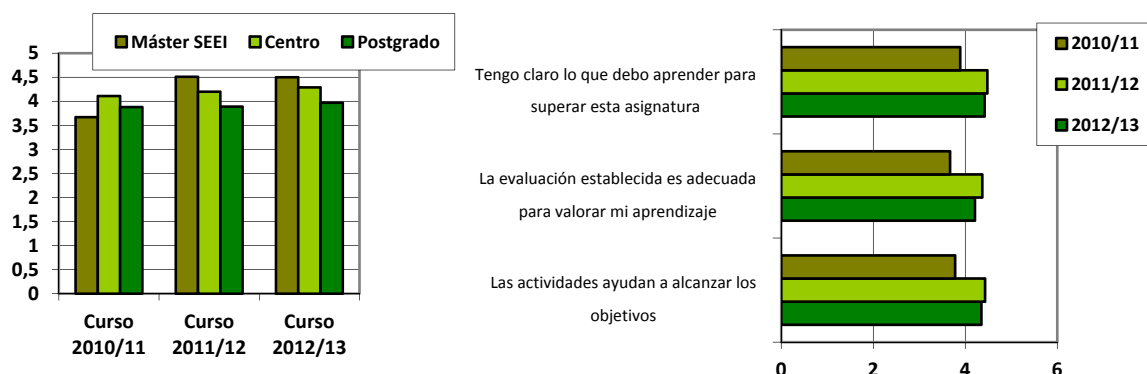 Máster SEEI Centro Postgrado
5
4,5
4
3,5
3
2,5
2
1,5
1
0,5
0
Curso
2010/11
Curso
2011/12
Curso
2012/13
Tengo claro lo que debo aprender para
superar esta asignatura
La evaluación establecida es adecuada
para valorar mi aprendizaje
Las actividades ayudan a alcanzar los
objetivos
0 2 4 6
2010/11
2011/12
2012/13